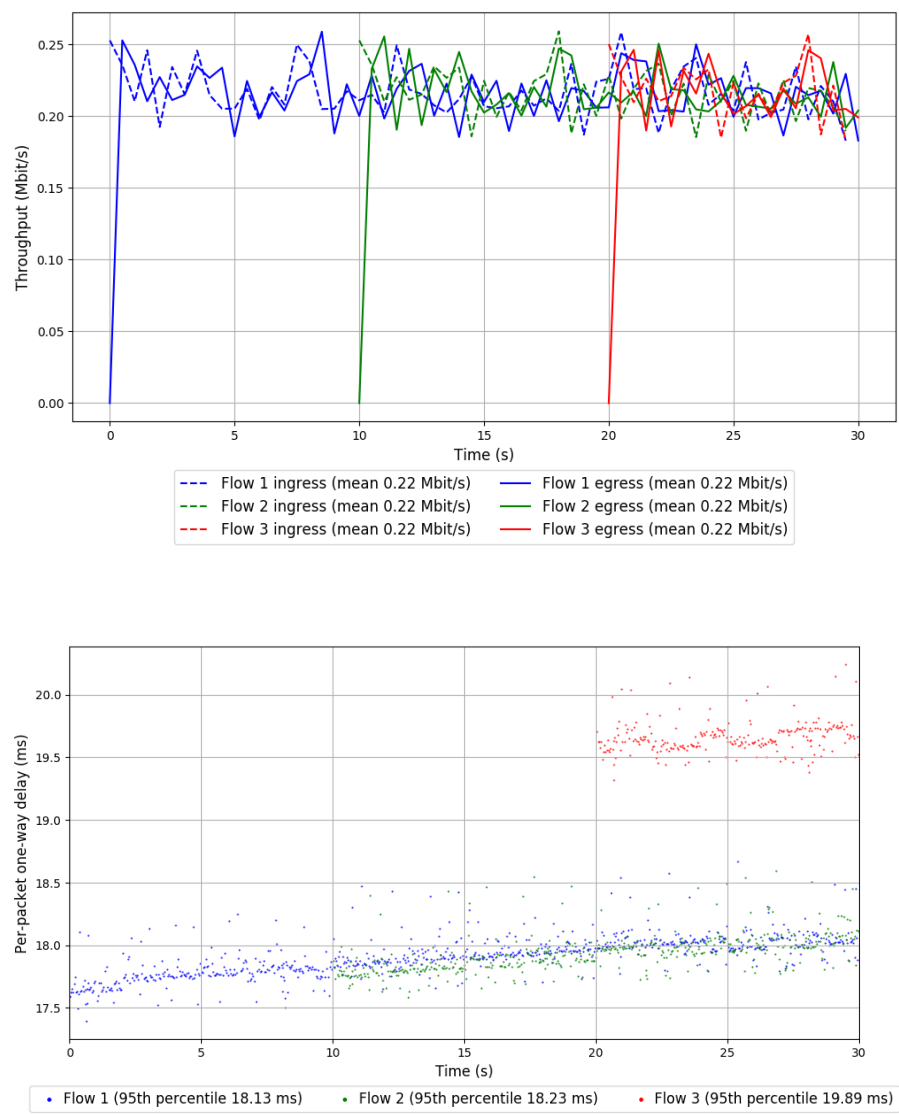 0.25
0.20
0.15
0.10
0.05
0.00
Throughput (Mbit/s)
0 5 10 15 20 25 30
Time (s)
Flow 1 ingress (mean 0.22 Mbit/s) Flow 1 egress (mean 0.22 Mbit/s)
Flow 2 ingress (mean 0.22 Mbit/s) Flow 2 egress (mean 0.22 Mbit/s)
Flow 3 ingress (mean 0.22 Mbit/s) Flow 3 egress (mean 0.22 Mbit/s)
20.0
19.5
19.0
18.5
18.0
17.5
Per-packet one-way delay (ms)
0 5 10 15 20 25 30
Time (s)
Flow 1 (95th percentile 18.13 ms) Flow 2 (95th percentile 18.23 ms) Flow 3 (95th percentile 19.89 ms)